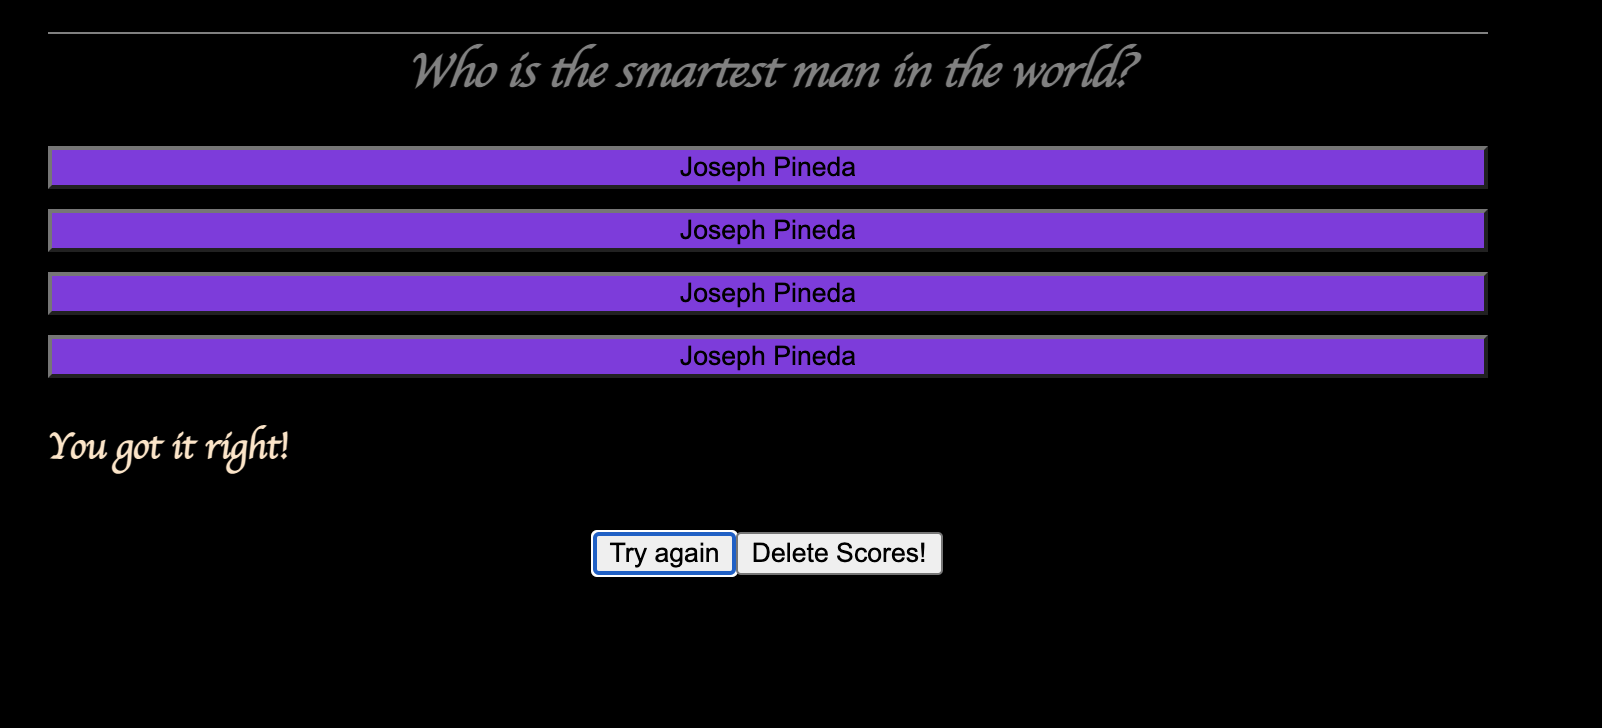 Who is the smartest man in the world?
Joseph Pineda
Joseph Pineda
Joseph Pineda
Joseph Pineda
You got it right!
Try again Delete Scores!